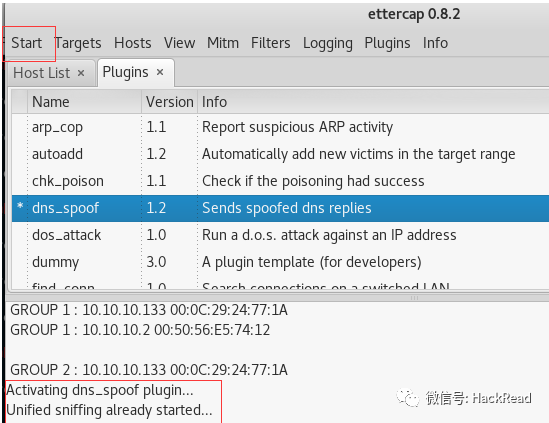 ettercap 0.8.2
Start Targets Hosts View Mitm Filters Logging Plugins Info
Host List × Plugins ×
Name Version Info
arp_cop 1.1 Report suspicious ARP activity
autoadd 1.2 Automatically add new victims in the target range
chk_poison 1.1 Check if the poisoning had success
* dns_spoof 1.2 Sends spoofed dns replies
dos_attack 1.0 Run a d.o.s. attack against an IP address
dummy 3.0 A plugin template (for developers)
find_conn 1.0 Search connections on a switched LAN
GROUP 1 : 10.10.10.133 00:0C:29:24:77:1A
GROUP 1 : 10.10.10.2 00:50:56:E5:74:12
GROUP 2 : 10.10.10.133 00:0C:29:24:77:1A
Activating dns_spoof plugin...
Unified sniffing already started...
微信号: HackRead